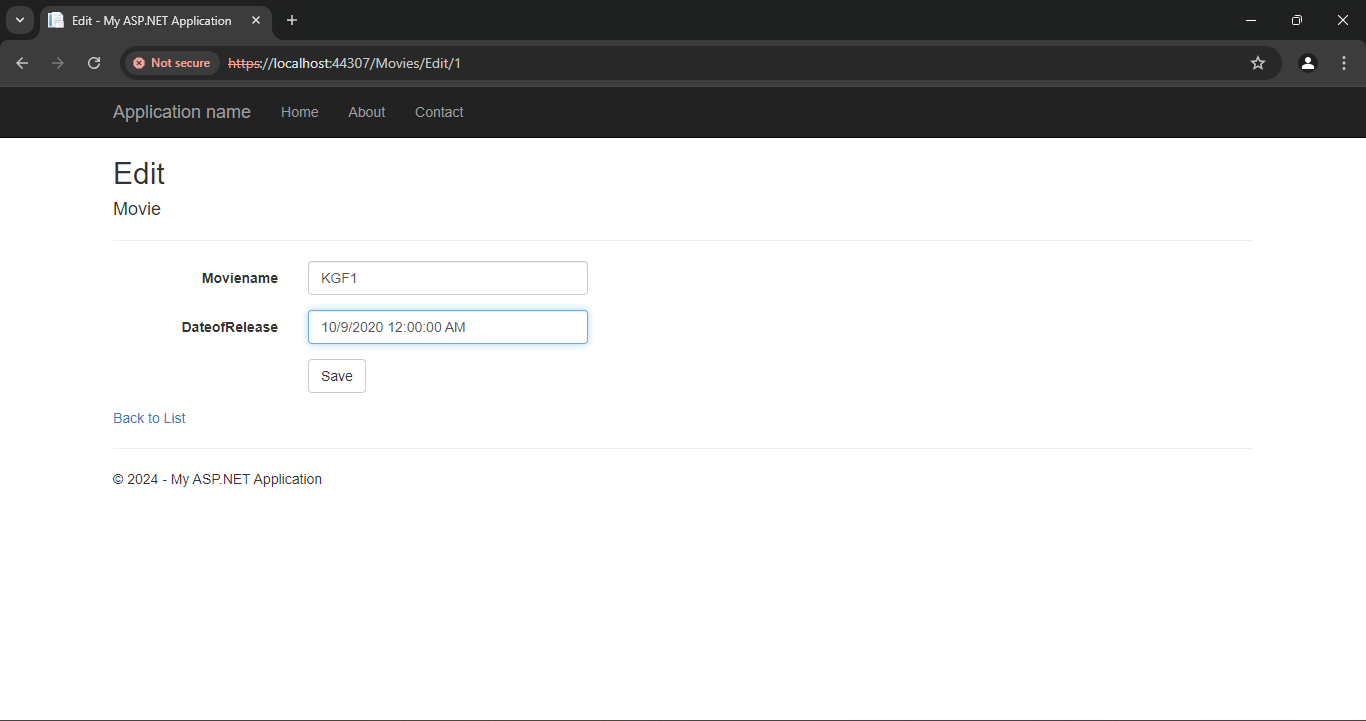 Edit - My ASP.NET Application
Not secure https://localhost:44307/Movies/Edit/1
Application name Home About Contact
Edit
Movie
Moviename KGF1
DateofRelease 10/9/2020 12:00:00 AM
Save
Back to List
© 2024 - My ASP.NET Application